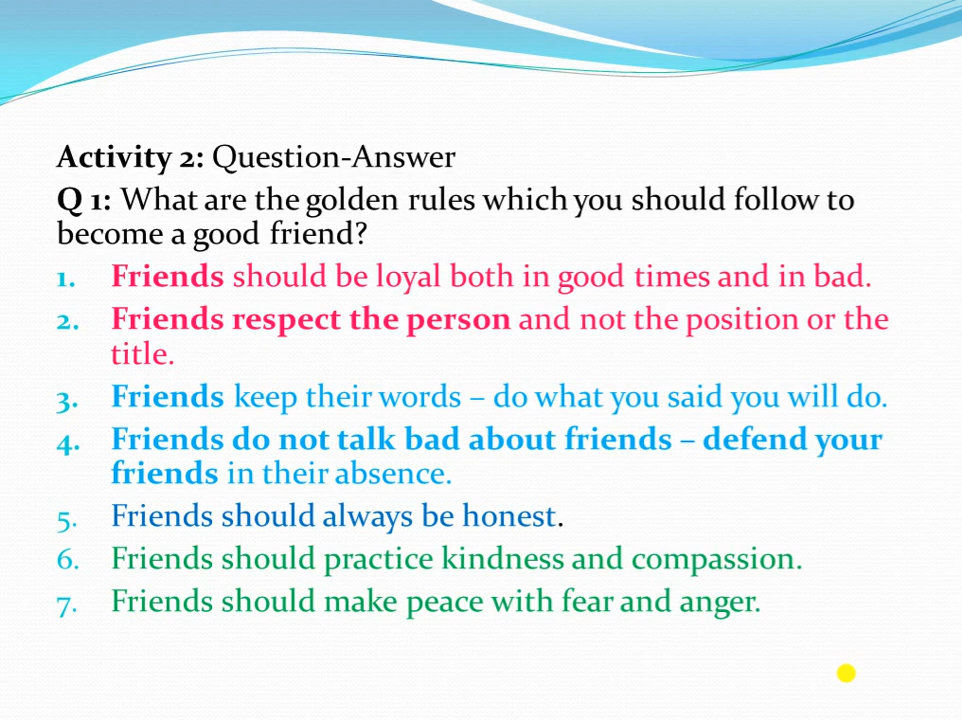 Activity 2: Question-Answer
Q 1: What are the golden rules which you should follow to
become a good friend?
1. Friends should be loyal both in good times and in bad.
2. Friends respect the person and not the position or the
title.
3. Friends keep their words – do what you said you will do.
4. Friends do not talk bad about friends – defend your
friends in their absence.
5. Friends should always be honest.
6. Friends should practice kindness and compassion.
7. Friends should make peace with fear and anger.